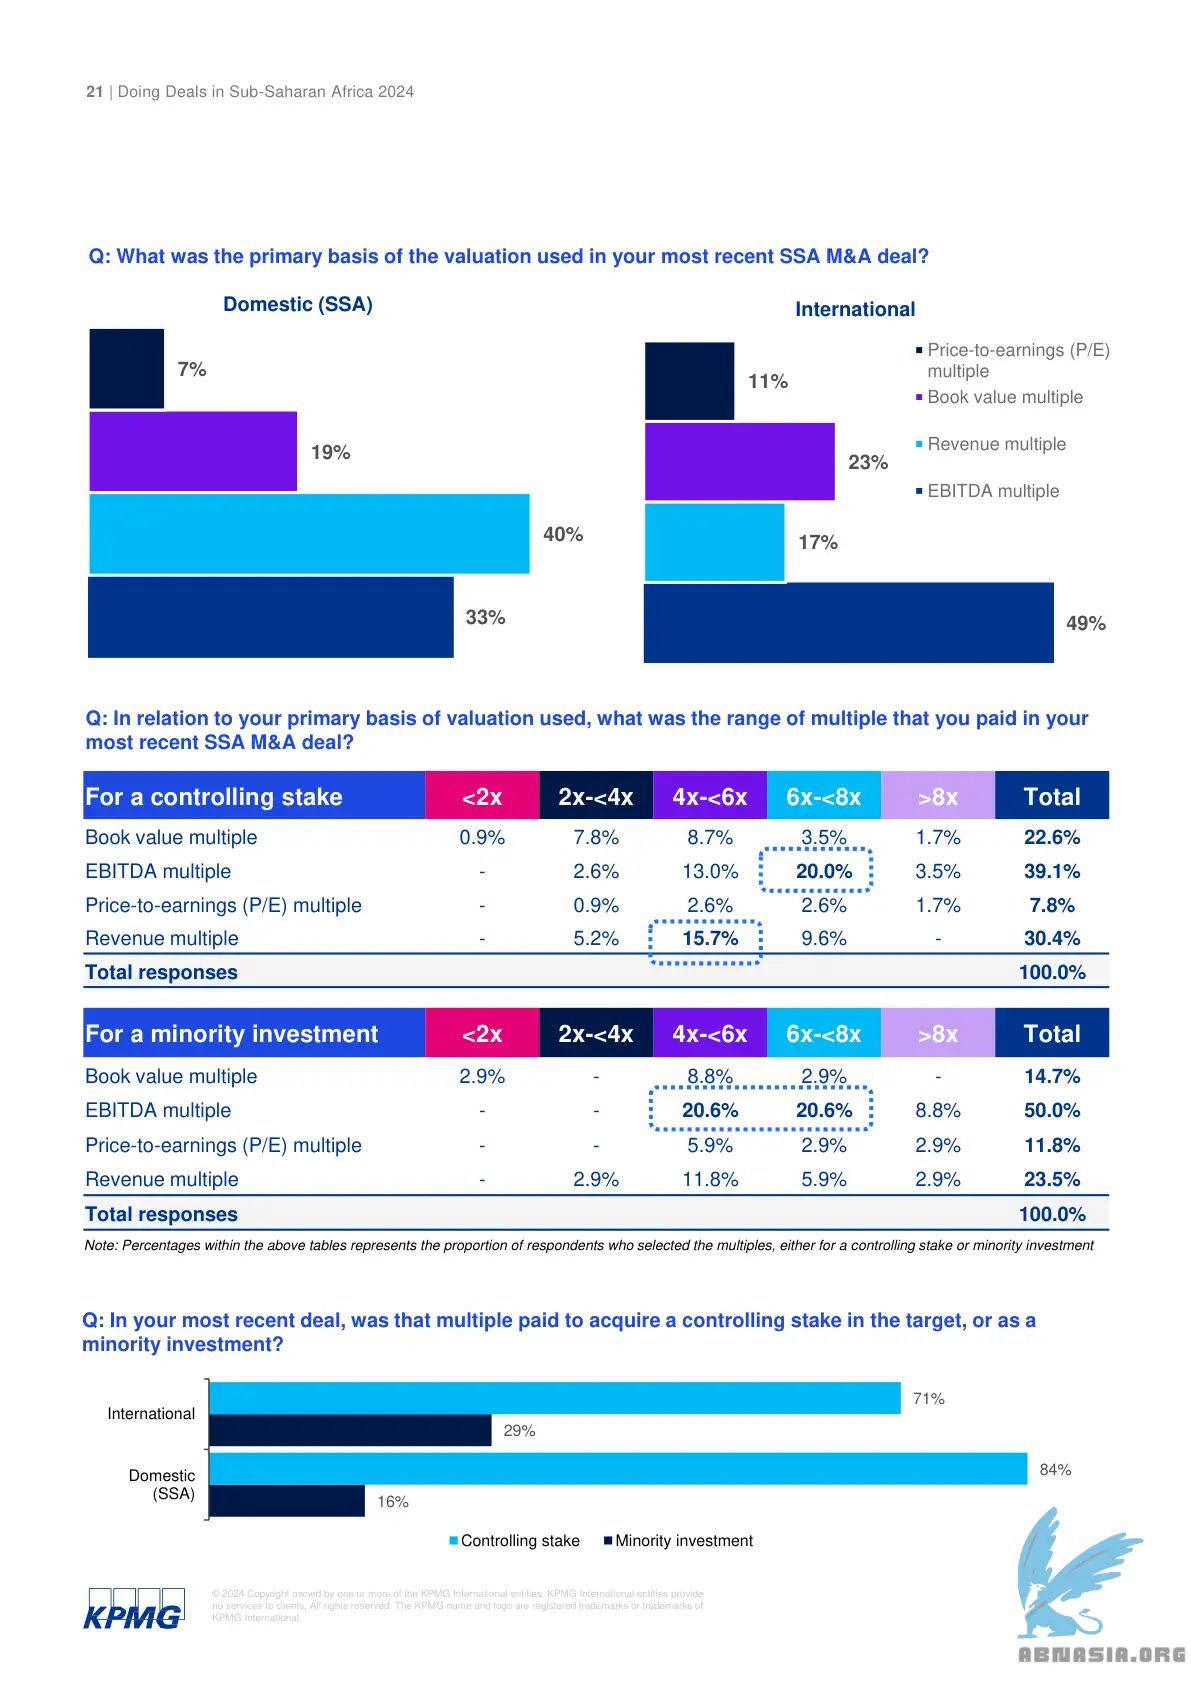 21 | Doing Deals in Sub-Saharan Africa 2024
Q: What was the primary basis of the valuation used in your most recent SSA M&A deal?
Domestic (SSA)
7%
19%
40%
33%
International
11%
23%
17%
49%
Price-to-earnings (P/E)
multiple
Book value multiple
Revenue multiple
EBITDA multiple
Q: In relation to your primary basis of valuation used, what was the range of multiple that you paid in your
most recent SSA M&A deal?
For a controlling stake <2x 2x-<4x 4x-<6x 6x-<8x >8x Total
Book value multiple 0.9% 7.8% 8.7% 3.5% 1.7% 22.6%
EBITDA multiple - 2.6% 13.0% 20.0% 3.5% 39.1%
Price-to-earnings (P/E) multiple - 0.9% 2.6% 2.6% 1.7% 7.8%
Revenue multiple - 5.2% 15.7% 9.6% - 30.4%
Total responses 100.0%
For a minority investment <2x 2x-<4x 4x-<6x 6x-<8x >8x Total
Book value multiple 2.9% - 8.8% 2.9% - 14.7%
EBITDA multiple - - 20.6% 20.6% 8.8% 50.0%
Price-to-earnings (P/E) multiple - - 5.9% 2.9% 2.9% 11.8%
Revenue multiple - 2.9% 11.8% 5.9% 2.9% 23.5%
Total responses 100.0%
Note: Percentages within the above tables represents the proportion of respondents who selected the multiples, either for a controlling stake or minority investment
Q: In your most recent deal, was that multiple paid to acquire a controlling stake in the target, or as a
minority investment?
International
71%
29%
Domestic
(SSA)
84%
16%
Controlling stake Minority investment
KPMG
© 2024 Copyright owned by one or more of the KPMG International entities. KPMG International entities provide
no services to clients. All rights reserved. The KPMG name and logo are registered trademarks or trademarks of
KPMG International.
ABNASIA.ORG